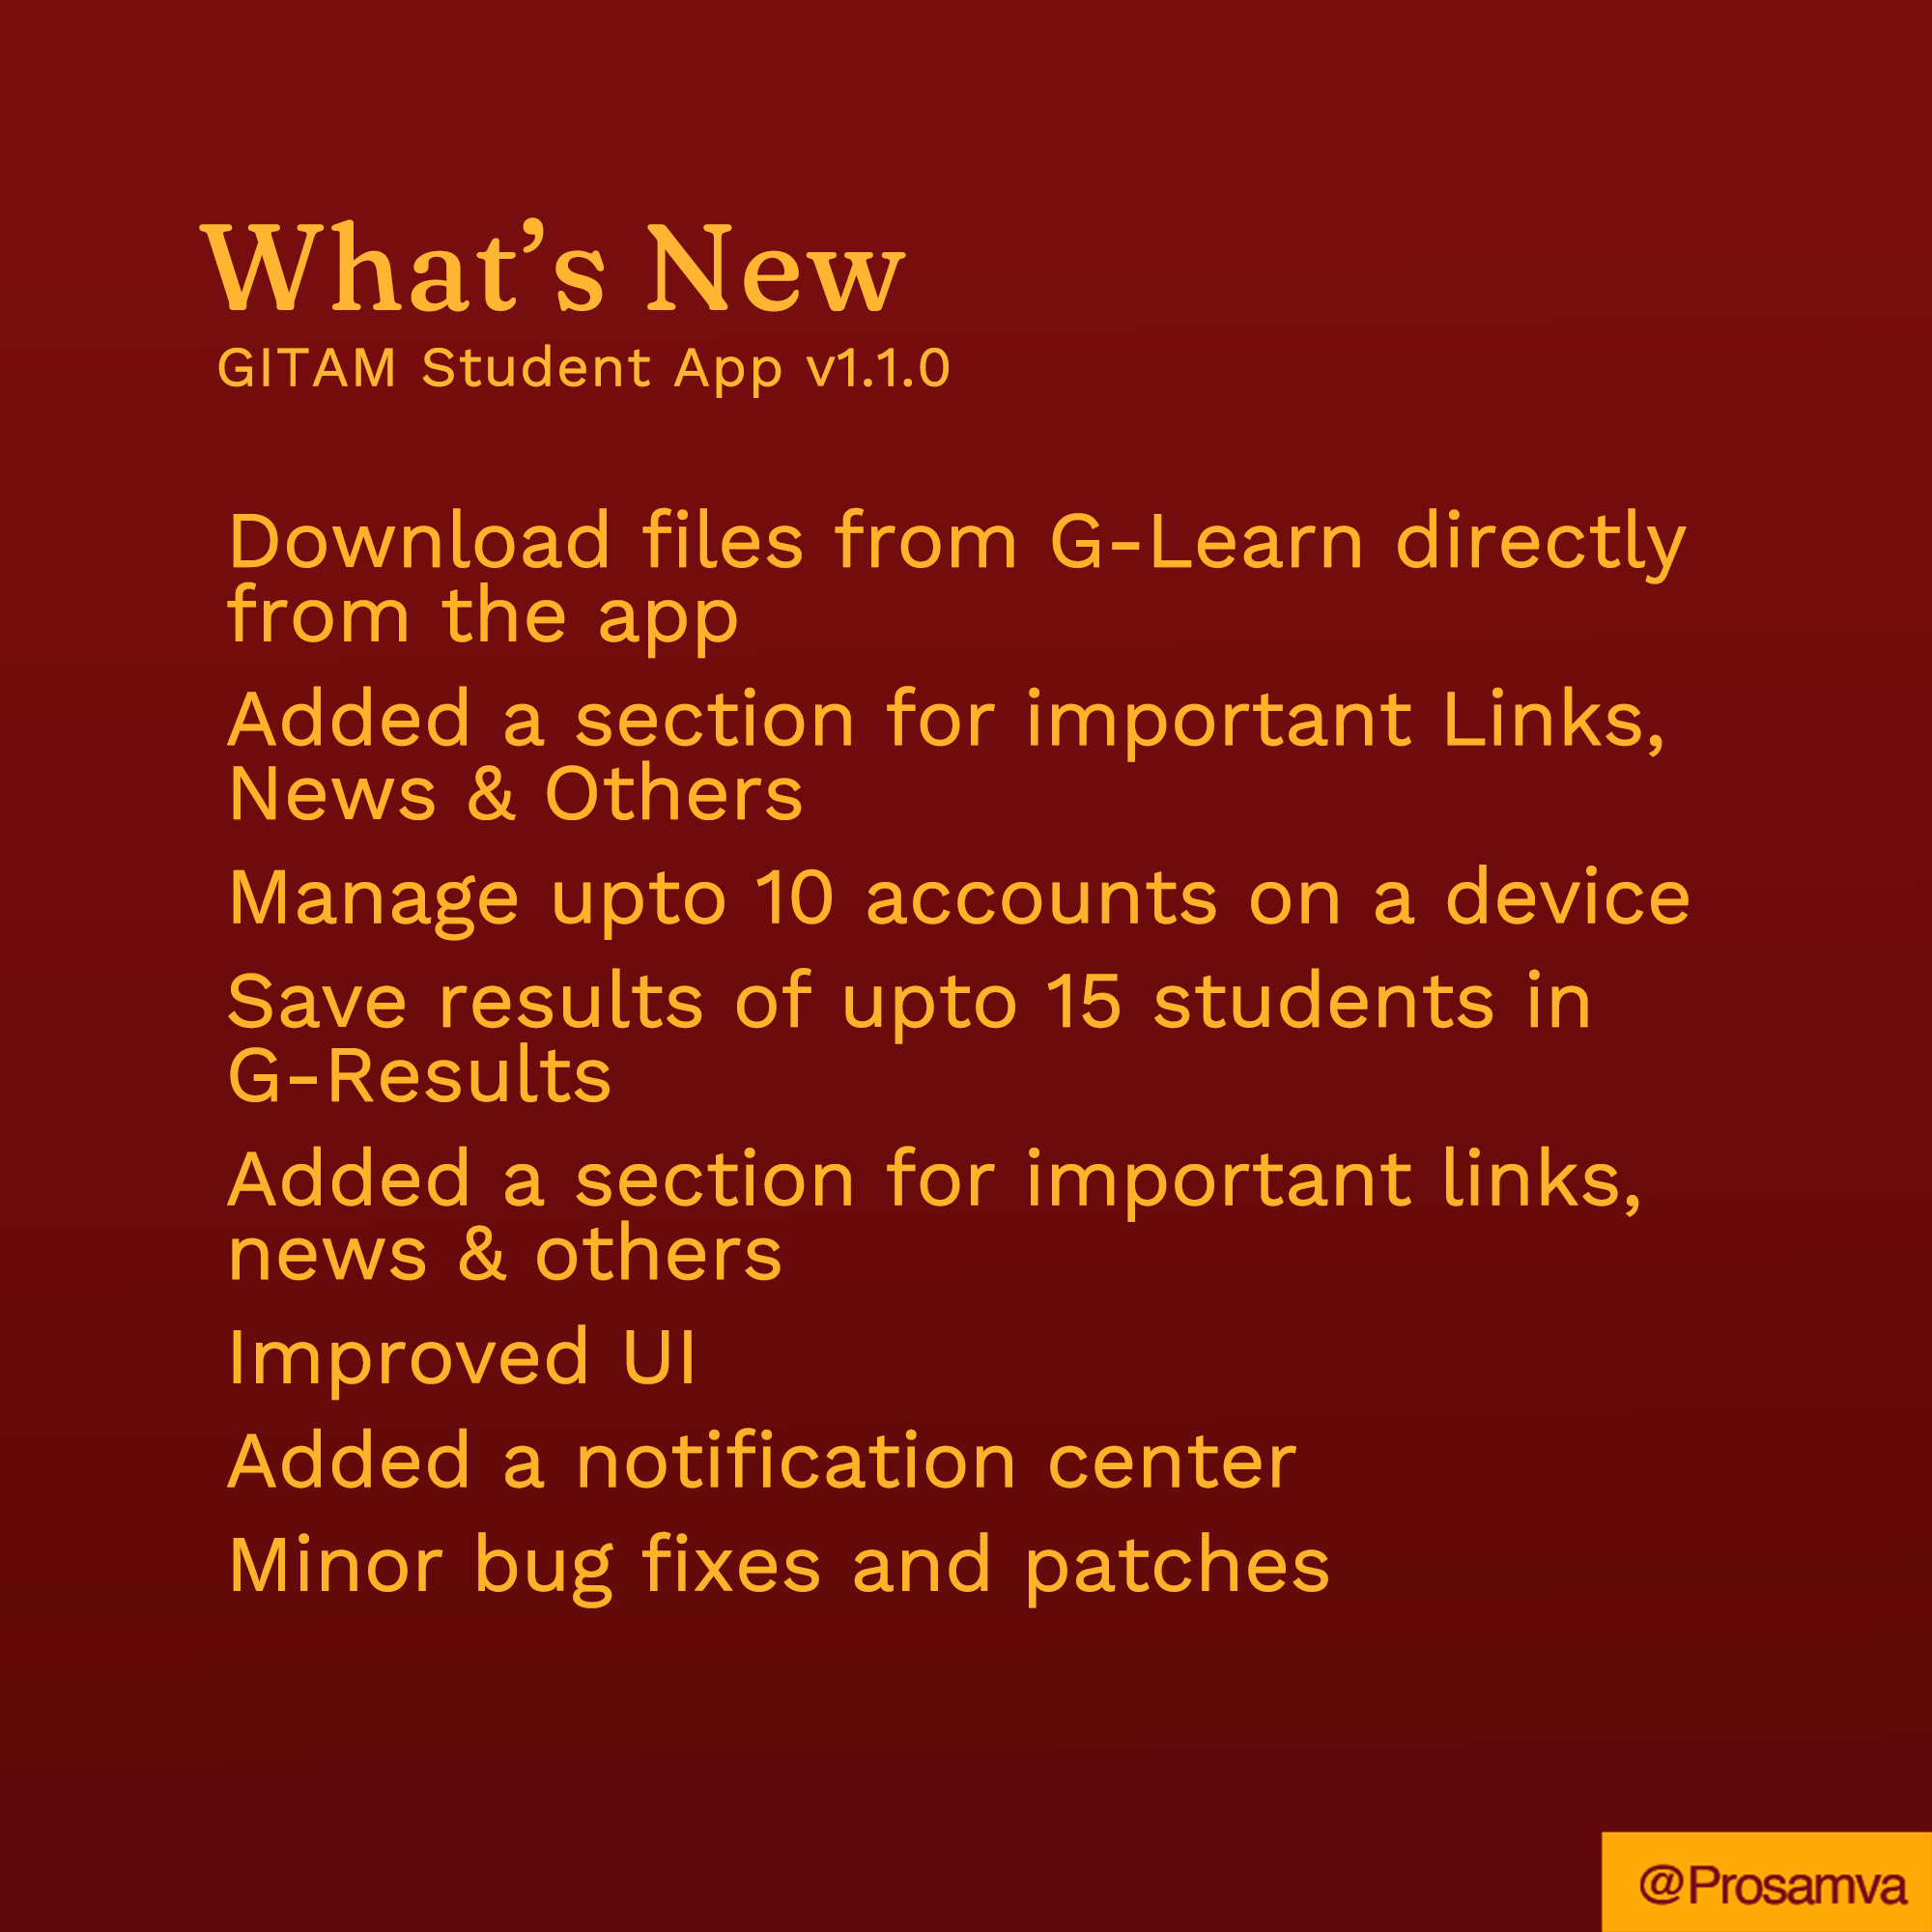 What’s New
GITAM Student App v1.1.0
Download files from G-Learn directly
from the app
Added a section for important Links,
News & Others
Manage upto 10 accounts on a device
Save results of upto 15 students in
G-Results
Added a section for important links,
news & others
Improved UI
Added a notification center
Minor bug fixes and patches
@Prosamva